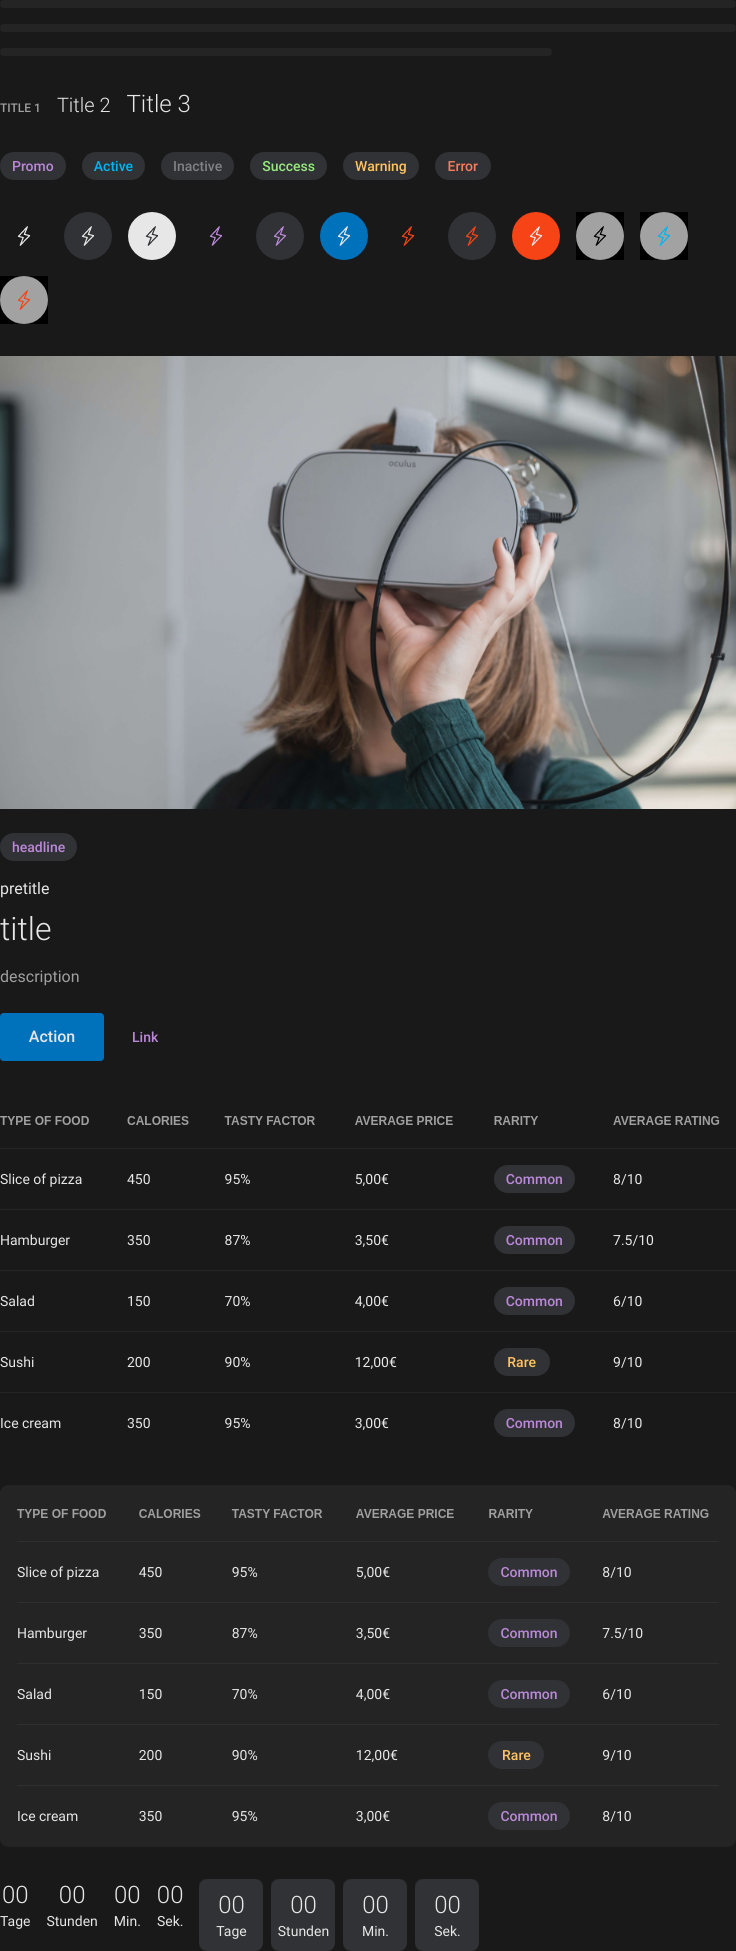 TITLE 1 Title 2 Title 3
Promo Active Inactive Success Warning Error
oculus
headline
pretitle
title
description
Action Link
TYPE OF FOOD CALORIES TASTY FACTOR AVERAGE PRICE RARITY AVERAGE RATING
Slice of pizza 450 95% 5,00€ Common 8/10
Hamburger 350 87% 3,50€ Common 7.5/10
Salad 150 70% 4,00€ Common 6/10
Sushi 200 90% 12,00€ Rare 9/10
Ice cream 350 95% 3,00€ Common 8/10
TYPE OF FOOD CALORIES TASTY FACTOR AVERAGE PRICE RARITY AVERAGE RATING
Slice of pizza 450 95% 5,00€ Common 8/10
Hamburger 350 87% 3,50€ Common 7.5/10
Salad 150 70% 4,00€ Common 6/10
Sushi 200 90% 12,00€ Rare 9/10
Ice cream 350 95% 3,00€ Common 8/10
00 00 00 00 00 00 00 00
Tage Stunden Min. Sek. Tage Stunden Min. Sek.